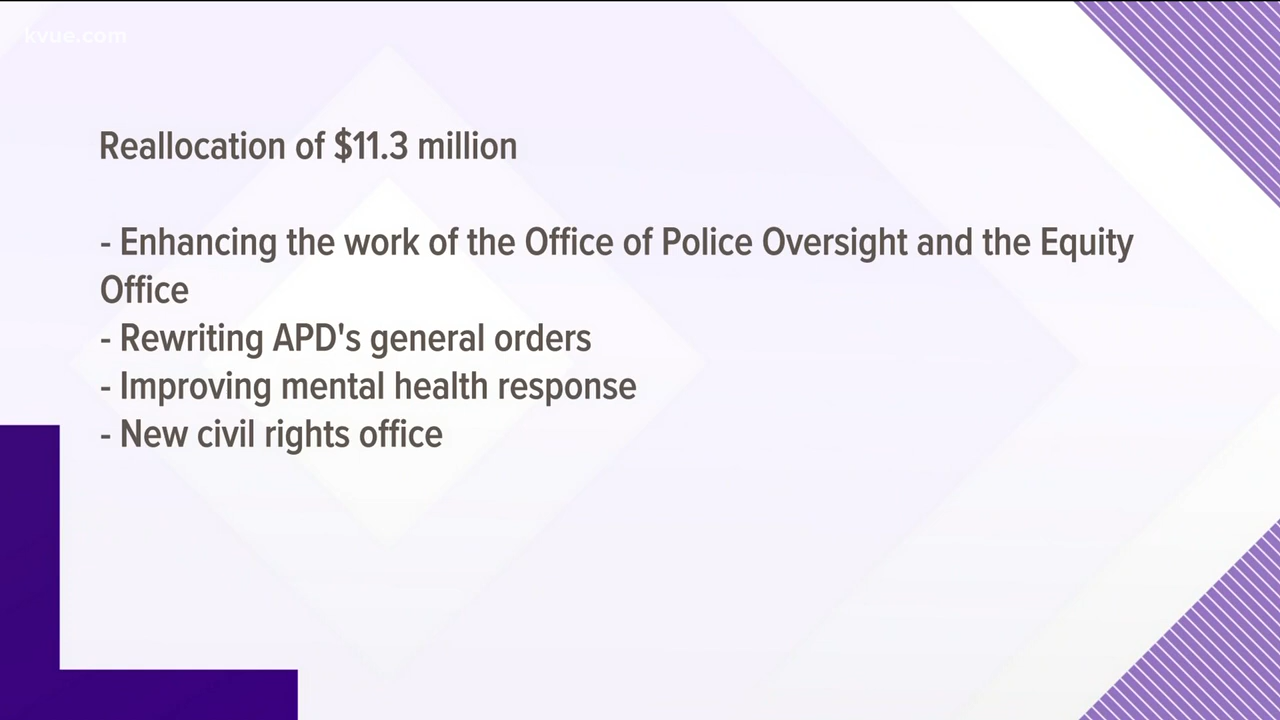 kvue.com
Reallocation of $11.3 million
- Enhancing the work of the Office of Police Oversight and the Equity
Office
- Rewriting APD's general orders
- Improving mental health response
- New civil rights office